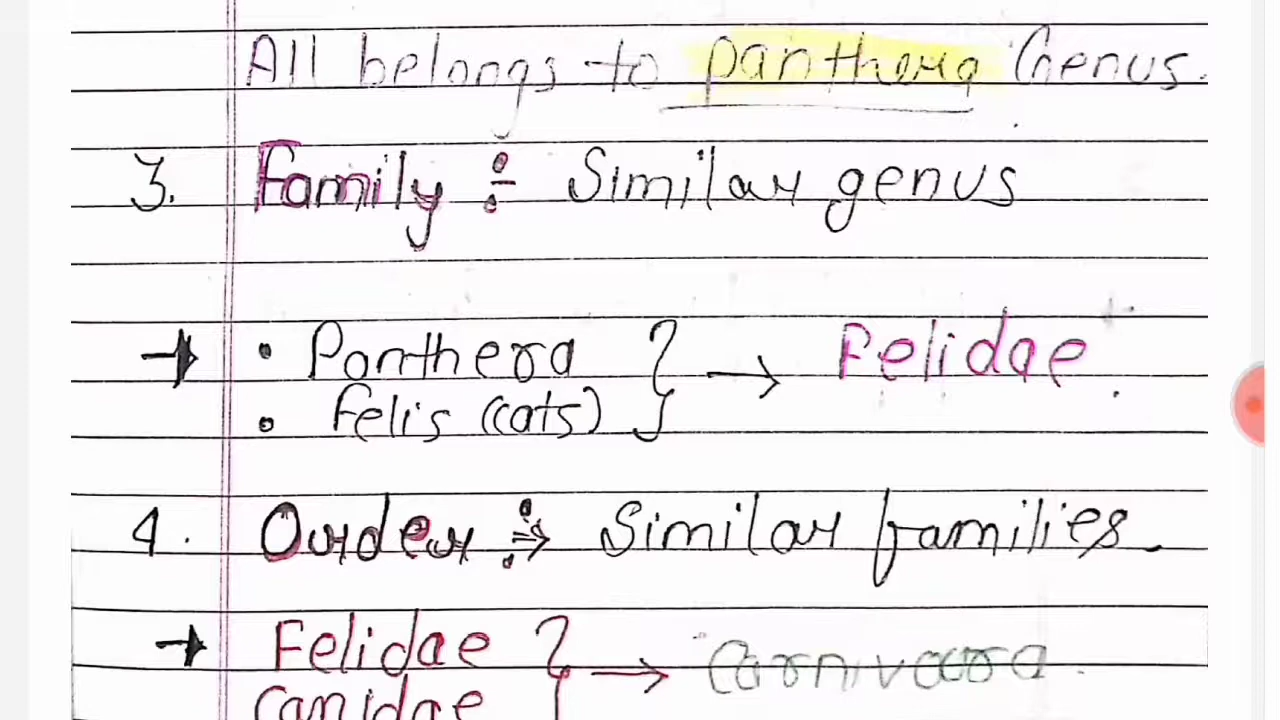 All belongs to panthera Genus.
3. Family ÷ Similar genus
→ • Panthera } → Felidae.
• Felis (cats)
4. Order ÷ Similar families.
→ Felidae } → Carnivora.
Canidae